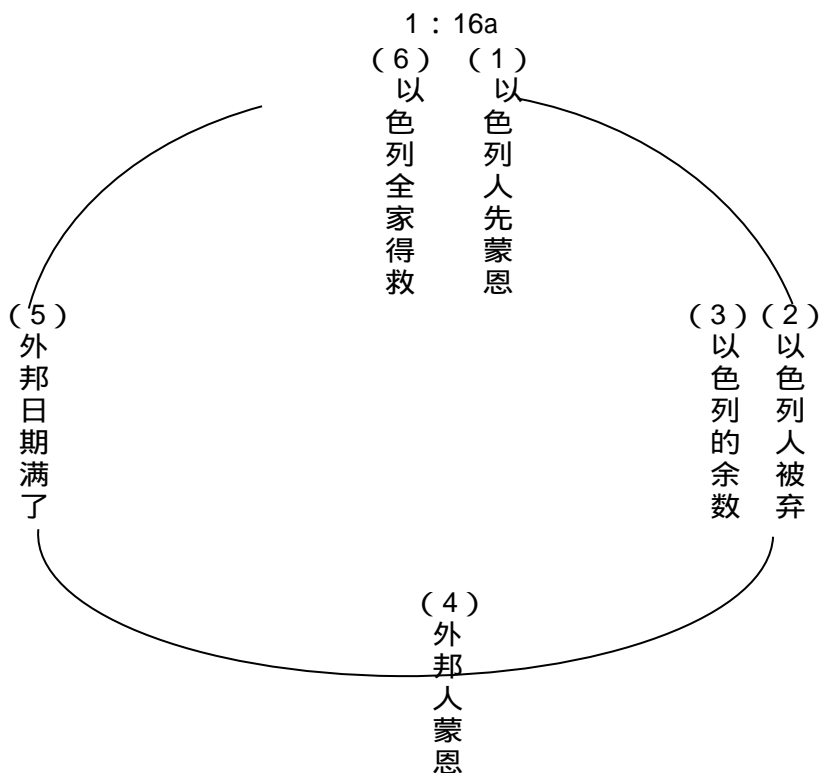 1：16a
（1）以色列人先蒙恩
（2）以色列人被弃
（3）以色列的余数
（4）外邦人蒙恩
（5）外邦日期满了
（6）以色列全家得救